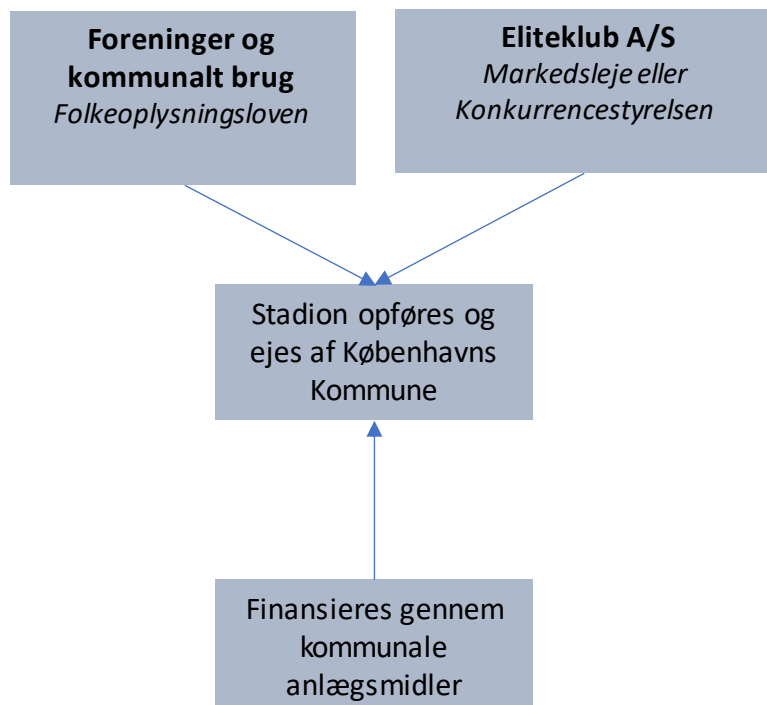 Foreninger og
kommunalt brug
Folkeoplysningsloven
Eliteklub A/S
Markedsleje eller
Konkurrencestyrelsen
Stadion opføres og
ejes af Københavns
Kommune
Finansieres gennem
kommunale
anlægsmidler